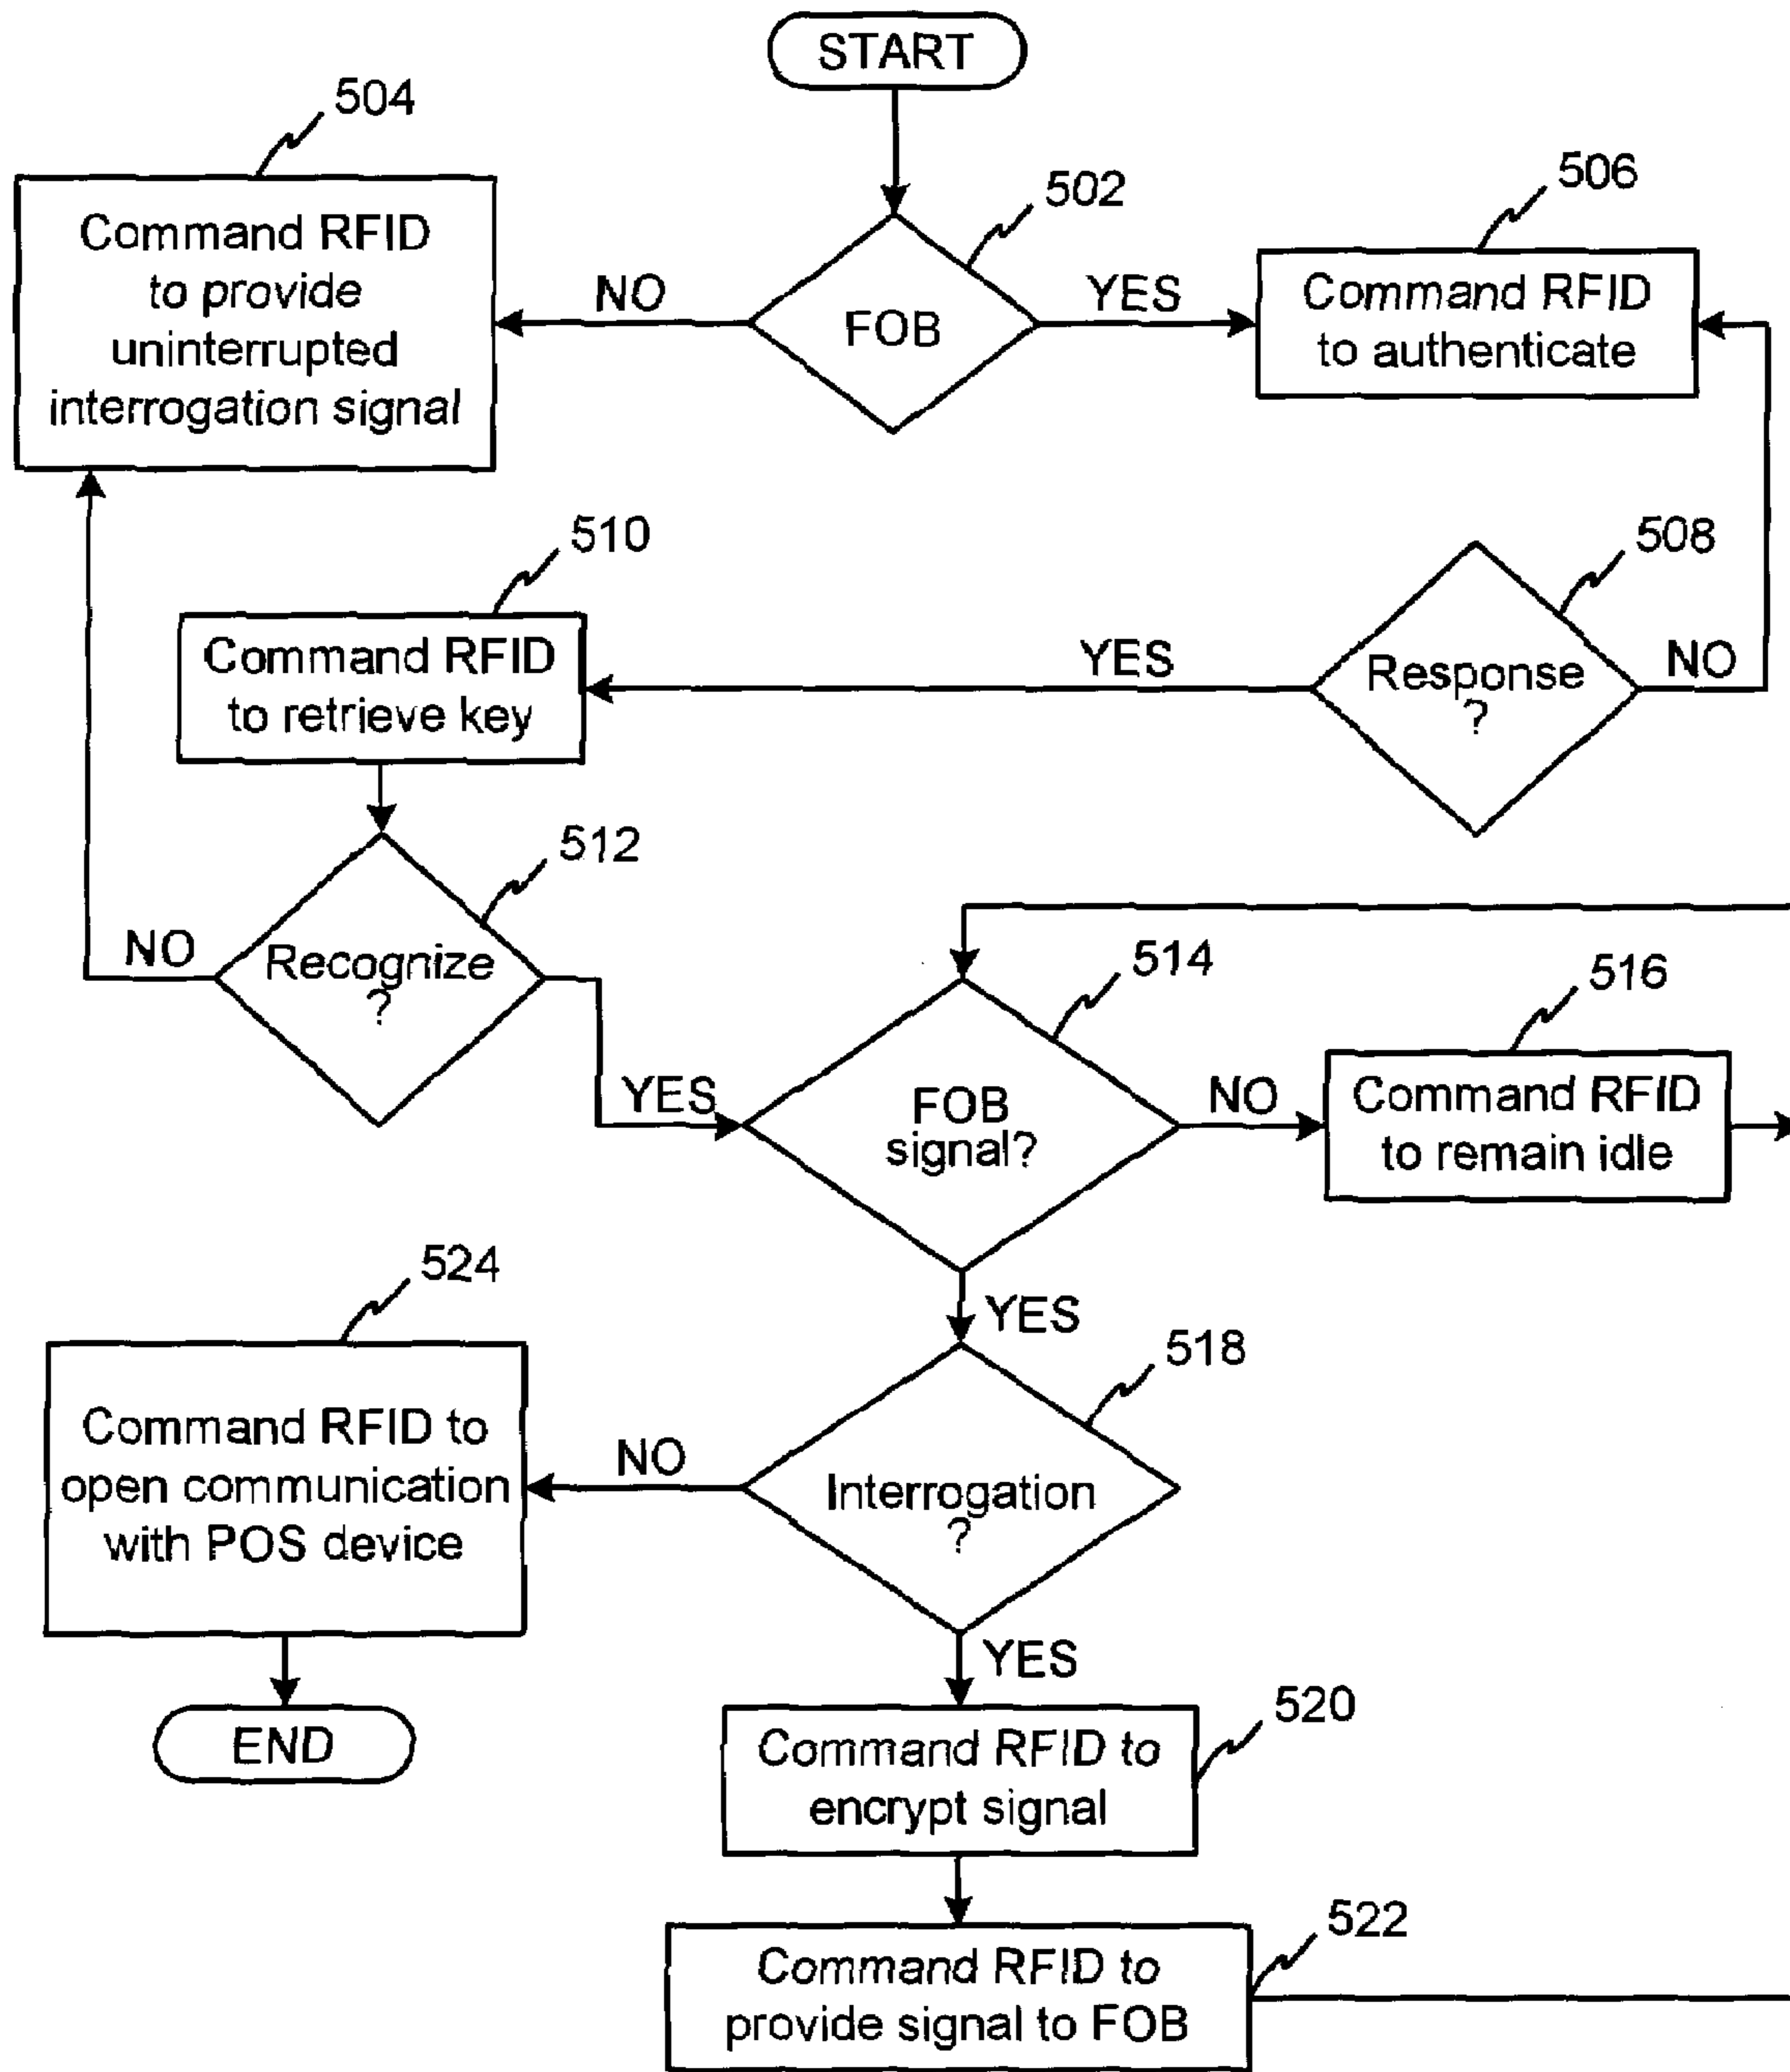 START
504
502
506
Command RFID
to provide
uninterrupted
interrogation signal
NO
FOB
YES
Command RFID
to authenticate
510
508
Command RFID
to retrieve key
YES
Response
?
NO
512
NO
Recognize
?
YES
514
516
FOB
signal?
NO
Command RFID
to remain idle
524
YES
518
Command RFID to
open communication
with POS device
NO
Interrogation
?
YES
END
520
Command RFID to
encrypt signal
522
Command RFID to
provide signal to FOB